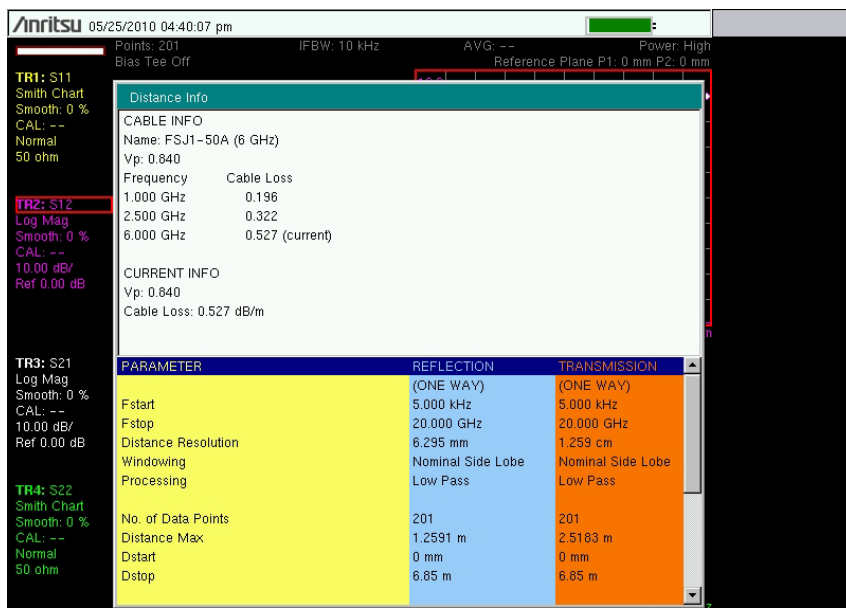 Anritsu 05/25/2010 04:40:07 pm
Points: 201 IFBW: 10 kHz AVG: -- Power: High
Bias Tee Off Reference Plane P1: 0 mm P2: 0 mm
TR1: S11
Smith Chart
Smooth: 0 %
CAL: --
Normal
50 ohm
TR2: S12
Log Mag
Smooth: 0 %
CAL: --
10.00 dB/
Ref 0.00 dB
TR3: S21
Log Mag
Smooth: 0 %
CAL: --
10.00 dB/
Ref 0.00 dB
TR4: S22
Smith Chart
Smooth: 0 %
CAL: --
Normal
50 ohm
Distance Info
CABLE INFO
Name: FSJ1-50A (6 GHz)
Vp: 0.840
Frequency Cable Loss
1.000 GHz 0.196
2.500 GHz 0.322
6.000 GHz 0.527 (current)
CURRENT INFO
Vp: 0.840
Cable Loss: 0.527 dB/m
PARAMETER REFLECTION TRANSMISSION
(ONE WAY) (ONE WAY)
Fstart 5.000 kHz 5.000 kHz
Fstop 20.000 GHz 20.000 GHz
Distance Resolution 6.295 mm 1.259 cm
Windowing Nominal Side Lobe Nominal Side Lobe
Processing Low Pass Low Pass
No. of Data Points 201 201
Distance Max 1.2591 m 2.5183 m
Dstart 0 mm 0 mm
Dstop 6.85 m 6.85 m